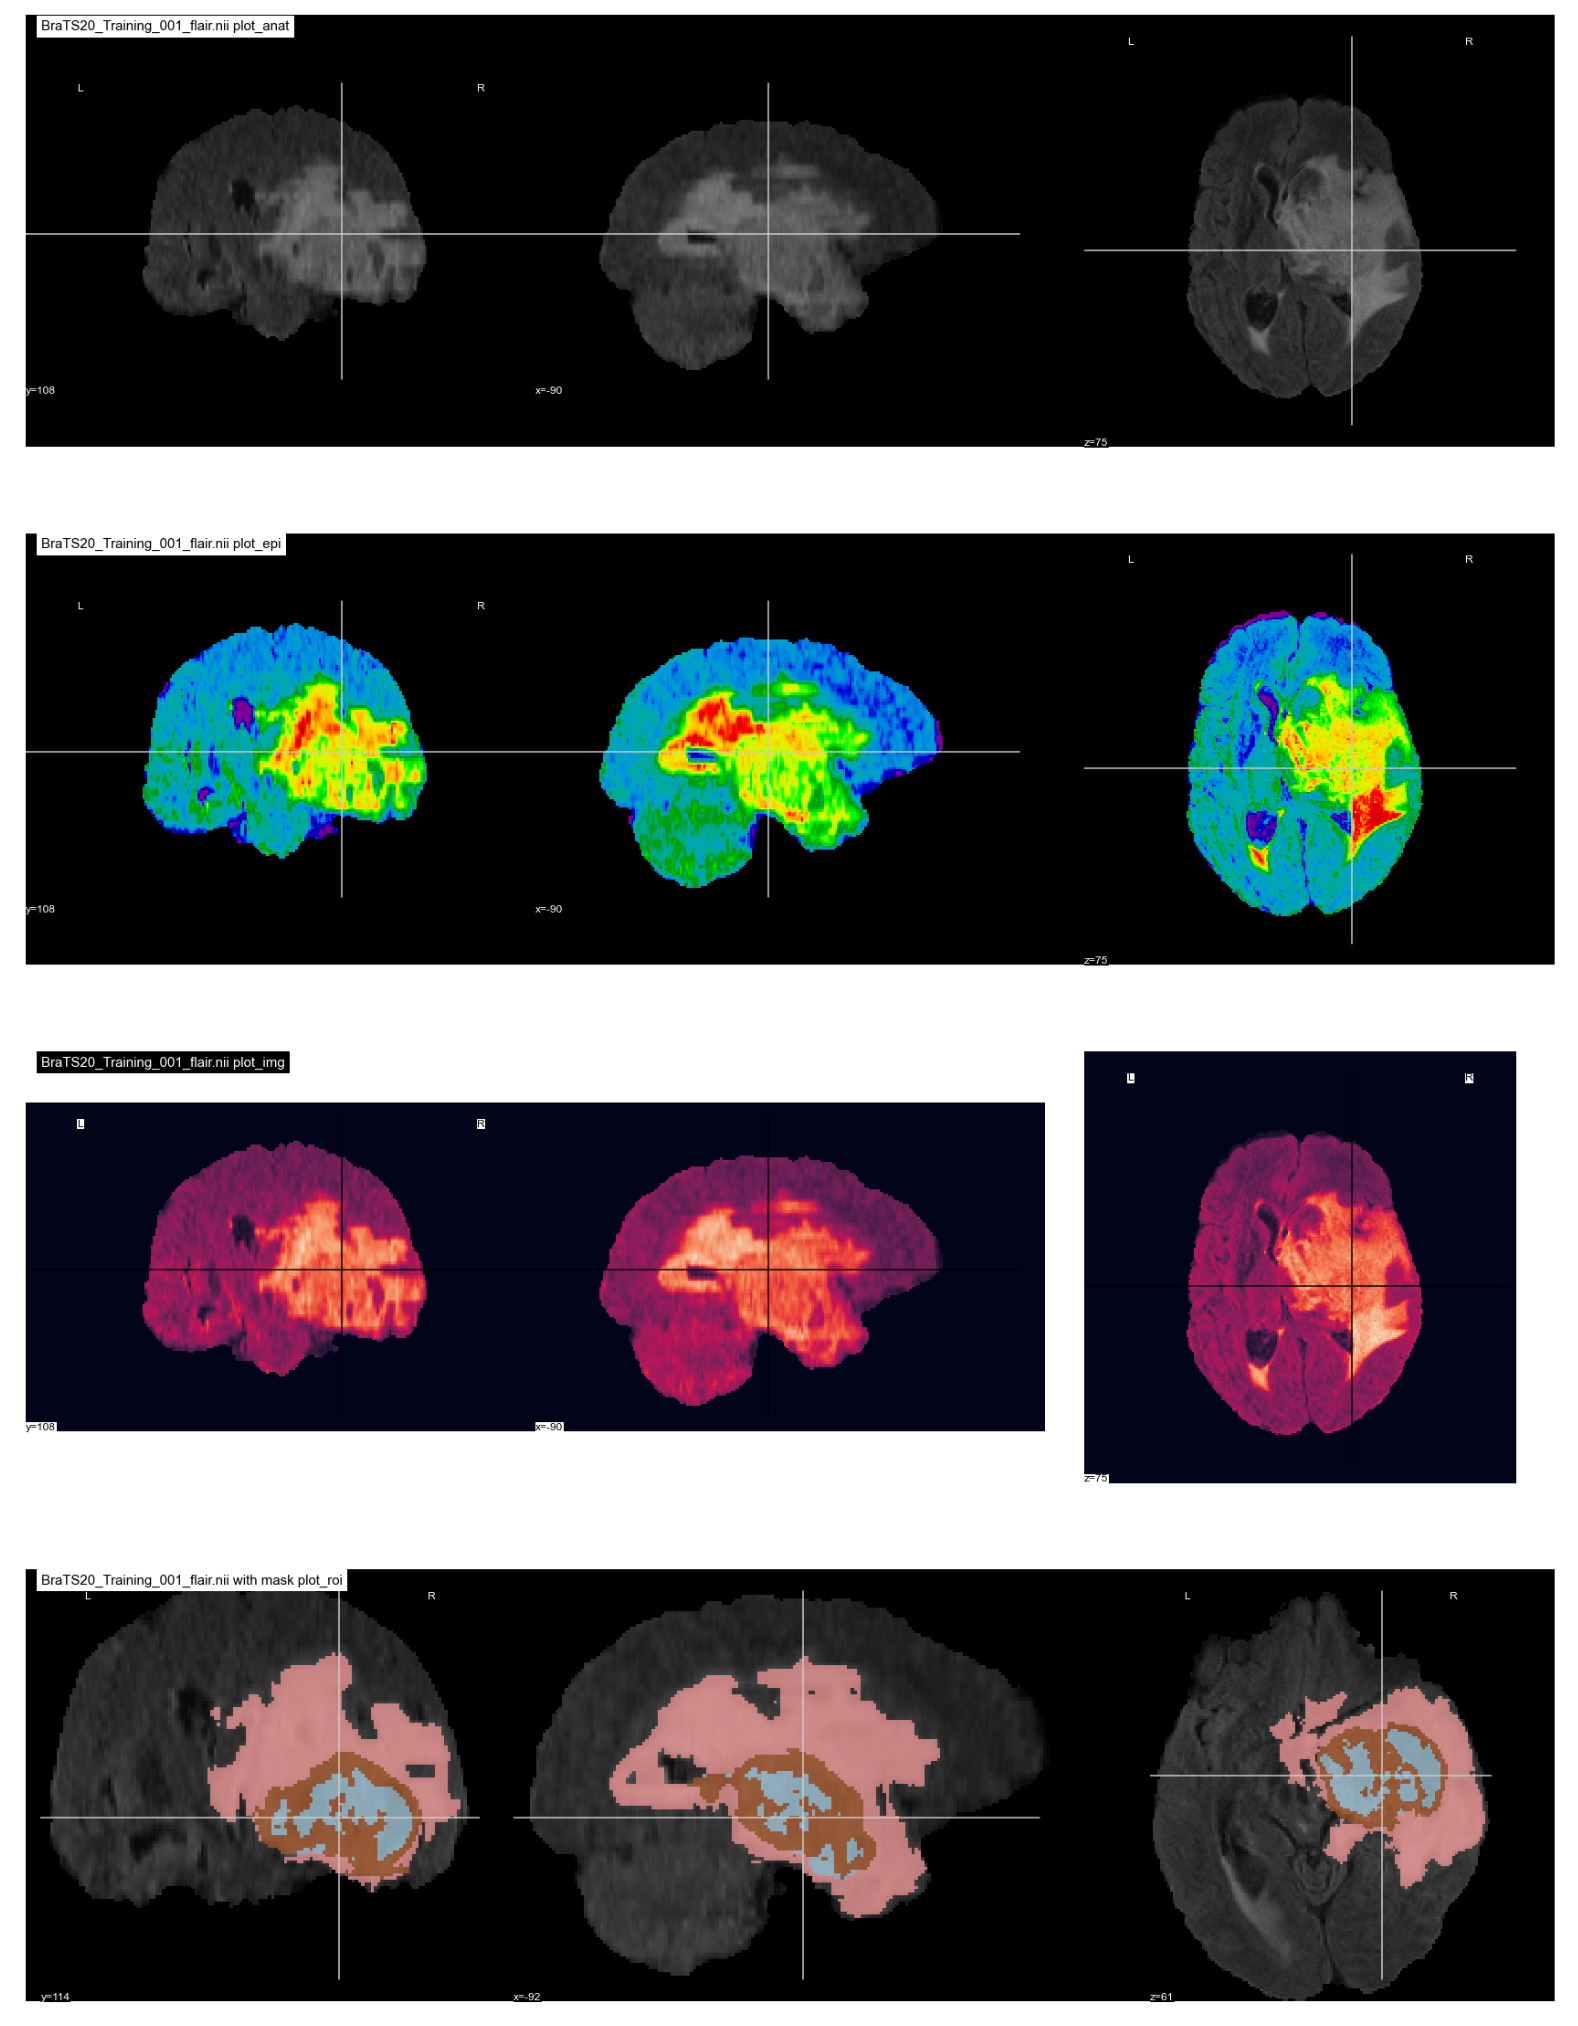 BraTS20_Training_001_flair.nii plot_anat
L
R
L
R
y=108
x=-90
z=75
BraTS20_Training_001_flair.nii plot_epi
L
R
L
R
y=108
x=-90
z=75
BraTS20_Training_001_flair.nii plot_img
L
R
L
R
y=108
x=-90
z=75
BraTS20_Training_001_flair.nii with mask plot_roi
L
R
L
R
y=114
x=-92
z=61